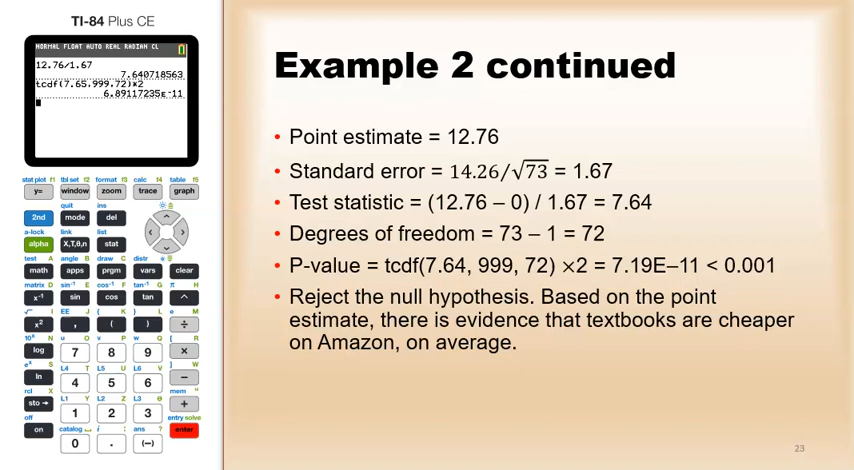 TI-84 Plus CE
NORMAL FLOAT AUTO REAL RADIAN CL
12.76/1.67
7.640718563
tcdf(7.65,999,72)*2
6.89117235E-11
stat plot f1 tbl set f2 format f3 calc f4 table f5
y= window zoom trace graph
quit ins
2nd mode del
a-lock link list
alpha X,T,θ,n stat
test A angle B draw C distr
math apps prgm vars clear
matrix D sin⁻¹ E cos⁻¹ F tan⁻¹ G π H
x⁻¹ sin cos tan ^
√ I EE J { K } L e M
x² , ( ) ÷
10ˣ N u O v P w Q [ R
log 7 8 9 ×
eˣ S L4 T L5 U L6 V ] W
ln 4 5 6 −
rcl X L1 Y L2 Z L3 θ mem "
sto→ 1 2 3 +
off catalog i : ans ? entry solve
on 0 . (−) enter
Example 2 continued
• Point estimate = 12.76
• Standard error = 14.26/√73 = 1.67
• Test statistic = (12.76 – 0) / 1.67 = 7.64
• Degrees of freedom = 73 – 1 = 72
• P-value = tcdf(7.64, 999, 72) ×2 = 7.19E–11 < 0.001
• Reject the null hypothesis. Based on the point
estimate, there is evidence that textbooks are cheaper
on Amazon, on average.
23